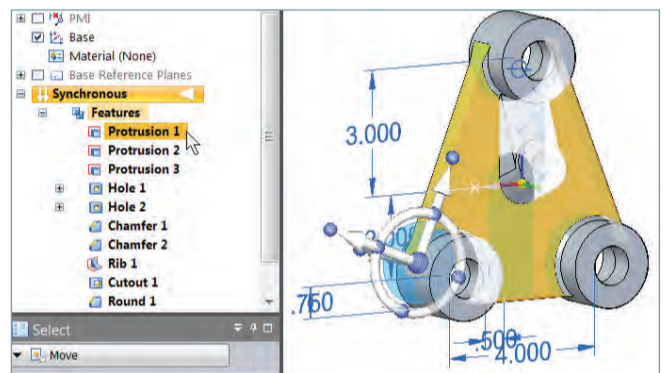 PMI
Base
Material (None)
Base Reference Planes
Synchronous
Features
Protrusion 1
Protrusion 2
Protrusion 3
Hole 1
Hole 2
Chamfer 1
Chamfer 2
Rib 1
Cutout 1
Round 1
Select
Move
3.000
X
.750
.500
4.000